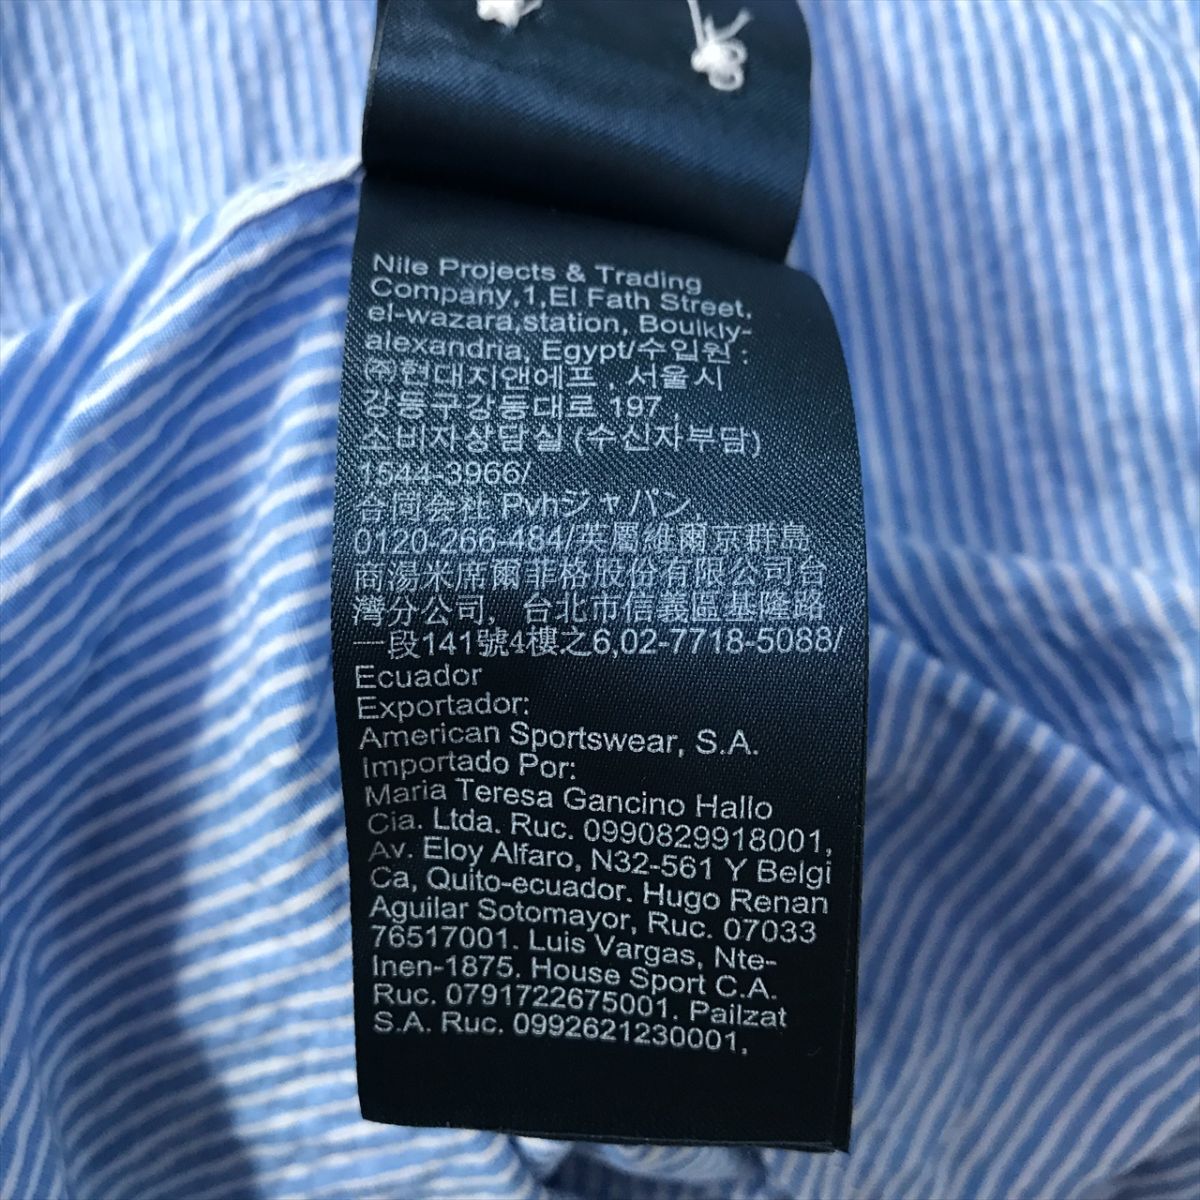 Nile Projects & Trading
Company,1,El Fath Street,
el-wazara,station, Boulkly-
alexandria, Egypt/수입원 :
㈜현대지앤에프 . 서울시
강동구강동대로 197 ,
소비자상담실 (수신자부담)
1544-3966/
合同会社 Pvhジャパン,
0120-266-484/英屬維爾京群島
商湯米席爾菲格股份有限公司台
灣分公司, 台北市信義區基隆路
一段141號4樓之6,02-7718-5088/
Ecuador
Exportador:
American Sportswear, S.A.
Importado Por:
Maria Teresa Gancino Hallo
Cia. Ltda. Ruc. 0990829918001,
Av. Eloy Alfaro, N32-561 Y Belgi
Ca, Quito-ecuador. Hugo Renan
Aguilar Sotomayor, Ruc. 07033
76517001. Luis Vargas, Nte-
Inen-1875. House Sport C.A.
Ruc. 0791722675001. Pailzat
S.A. Ruc. 0992621230001,